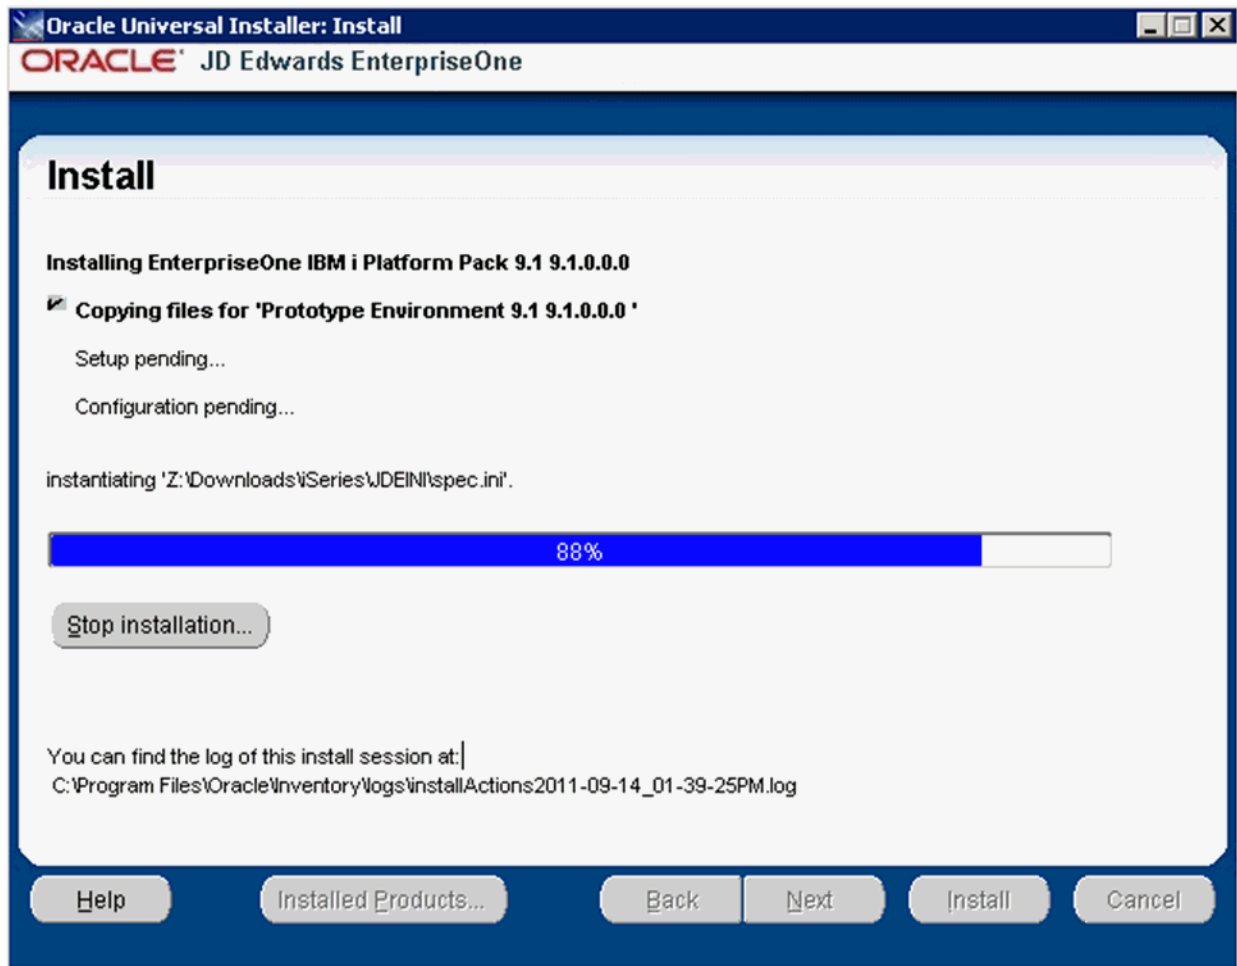 Oracle Universal Installer: Install
ORACLE JD Edwards EnterpriseOne
Install
Installing EnterpriseOne IBM i Platform Pack 9.1 9.1.0.0.0
Copying files for 'Prototype Environment 9.1 9.1.0.0.0 '
Setup pending...
Configuration pending...
instantiating 'Z:\Downloads\iSeries\JDEINI\spec.ini'.
88%
Stop installation...
You can find the log of this install session at:
C:\Program Files\Oracle\Inventory\logs\installActions2011-09-14_01-39-25PM.log
Help Installed Products... Back Next Install Cancel